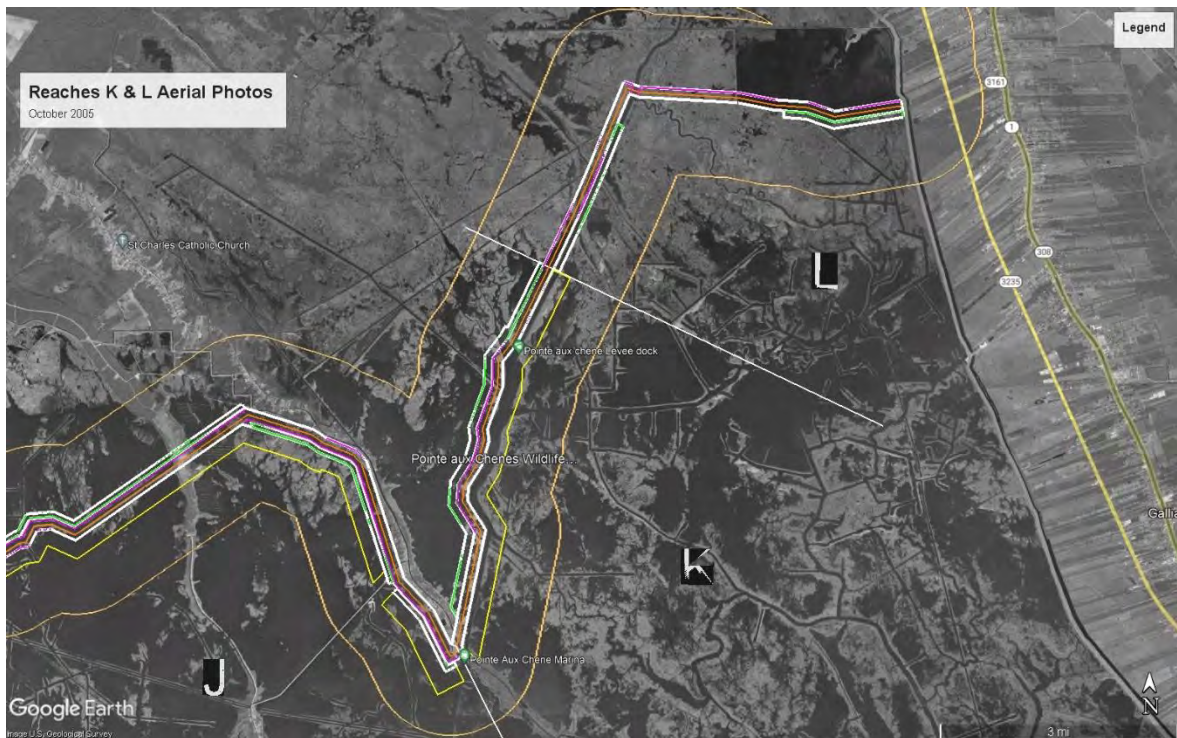 Legend
Reaches K & L Aerial Photos
October 2005
3161
1
St Charles Catholic Church
308
L
3235
Pointe aux chene Levee dock
Pointe aux Chenes Wildlife...
Gallia
K
Pointe Aux Chene Marina
J
Google Earth
N
3 mi
Image U.S. Geological Survey